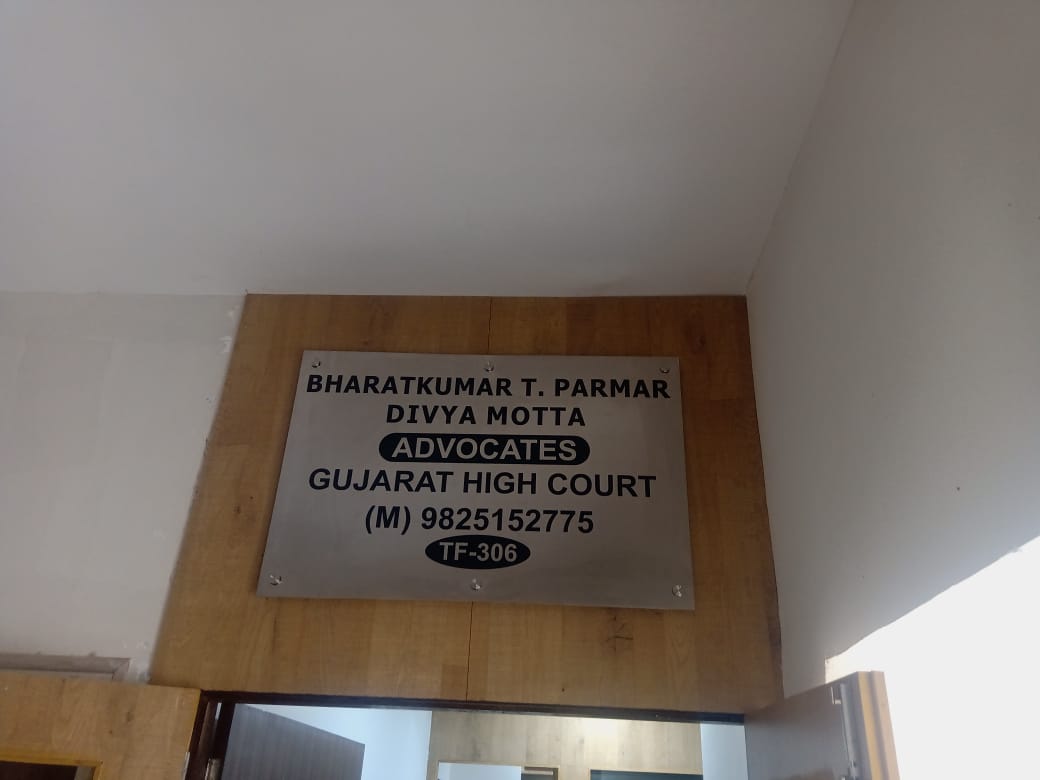 BHARATKUMAR T. PARMAR
DIVYA MOTTA
ADVOCATES
GUJARAT HIGH COURT
(M) 9825152775
TF-306